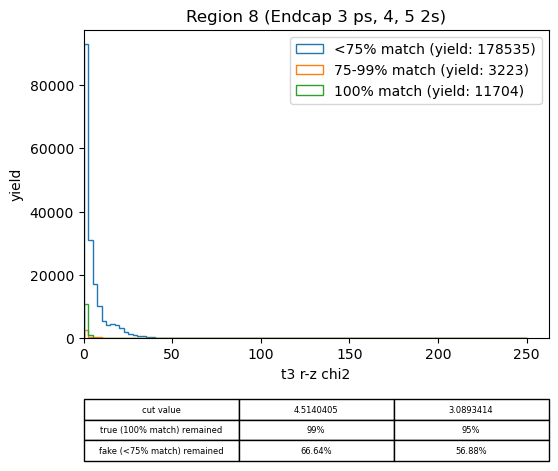 Region 8 (Endcap 3 ps, 4, 5 2s)
<75% match (yield: 178535)
75-99% match (yield: 3223)
100% match (yield: 11704)
yield
80000
60000
40000
20000
0
0 50 100 150 200 250
t3 r-z chi2
cut value 4.5140405 3.0893414
true (100% match) remained 99% 95%
fake (<75% match) remained 66.64% 56.88%